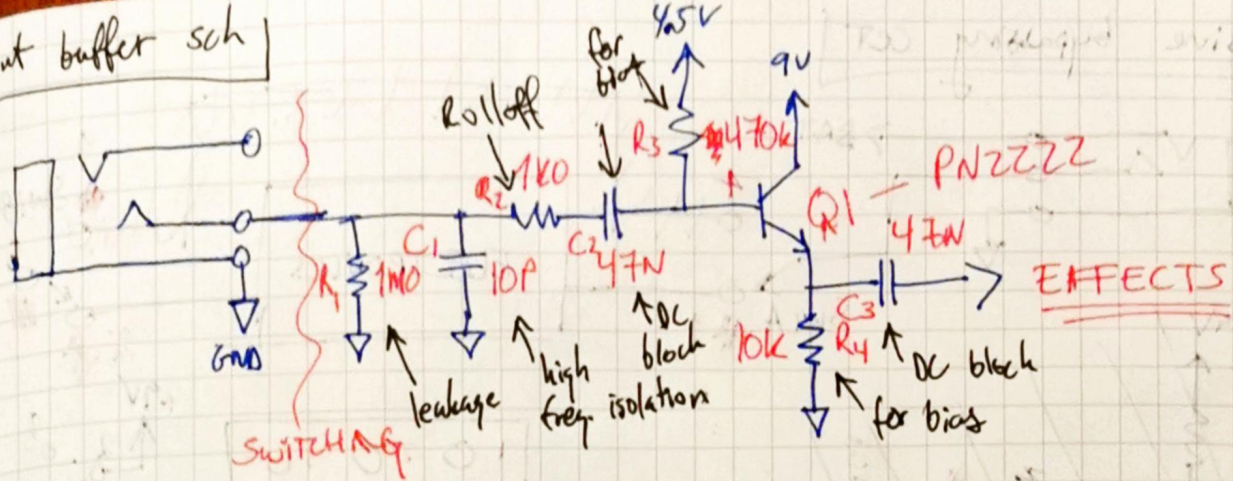 ut buffer sch
4.5V
for
9V
Rolloff
R3
470k
PN2222
R2
1K0
Q1
C2
47N
47N
C1
R1
1M0
10P
EFFECTS
C3
GND
DC
block
10k
R4
DC block
leakage
high
freq. isolation
for bias
SWITCHING